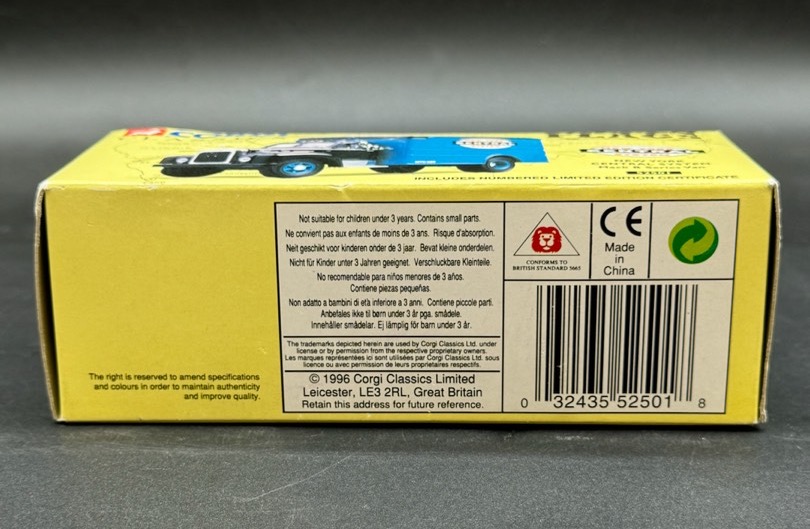 CORGI
INCLUDES NUMBERED LIMITED EDITION CERTIFICATE
NEW YORK
CENTRAL SYSTEM
52501
Not suitable for children under 3 years. Contains small parts.
Ne convient pas aux enfants de moins de 3 ans. Risque d'absorption.
Neit geschikt voor kinderen onder de 3 jaar. Bevat kleine onderdelen.
Nicht für Kinder unter 3 Jahren geeignet. Verschluckbare Kleinteile.
No recomendable para niños menores de 3 años.
Contiene piezas pequeñas.
Non adatto a bambini di età inferiore a 3 anni. Contiene piccole parti.
Anbefales ikke til børn under 3 år pga. smådele.
Innehåller smådelar. Ej lämplig för barn under 3 år.
The trademarks depicted herein are used by Corgi Classics Ltd. under
license or by permission from the respective proprietary owners.
Les marques représentées ici sont utilisées par Corgi Classics Ltd. sous
licence ou avec permission de leurs propriétaires respectifs.
© 1996 Corgi Classics Limited
Leicester, LE3 2RL, Great Britain
Retain this address for future reference.
The right is reserved to amend specifications
and colours in order to maintain authenticity
and improve quality.
CONFORMS TO
BRITISH STANDARD 5665
CE
Made
in
China
0 32435 52501 8